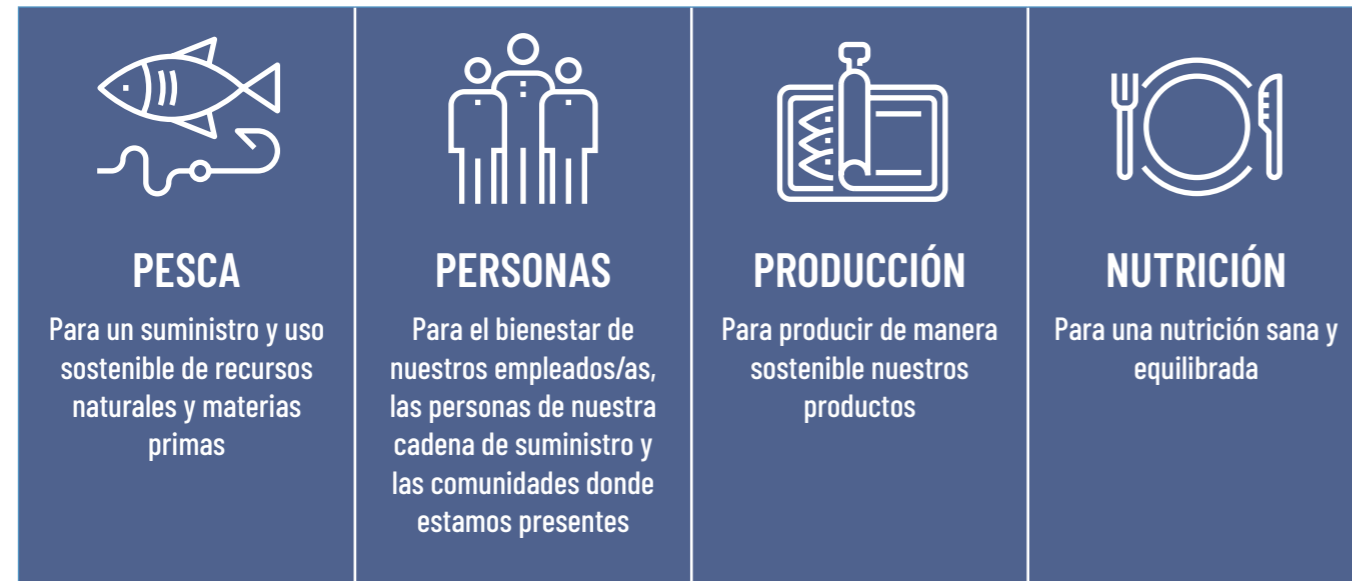 PESCA
Para un suministro y uso
sostenible de recursos
naturales y materias
primas
PERSONAS
Para el bienestar de
nuestros empleados/as,
las personas de nuestra
cadena de suministro y
las comunidades donde
estamos presentes
PRODUCCIÓN
Para producir de manera
sostenible nuestros
productos
NUTRICIÓN
Para una nutrición sana y
equilibrada